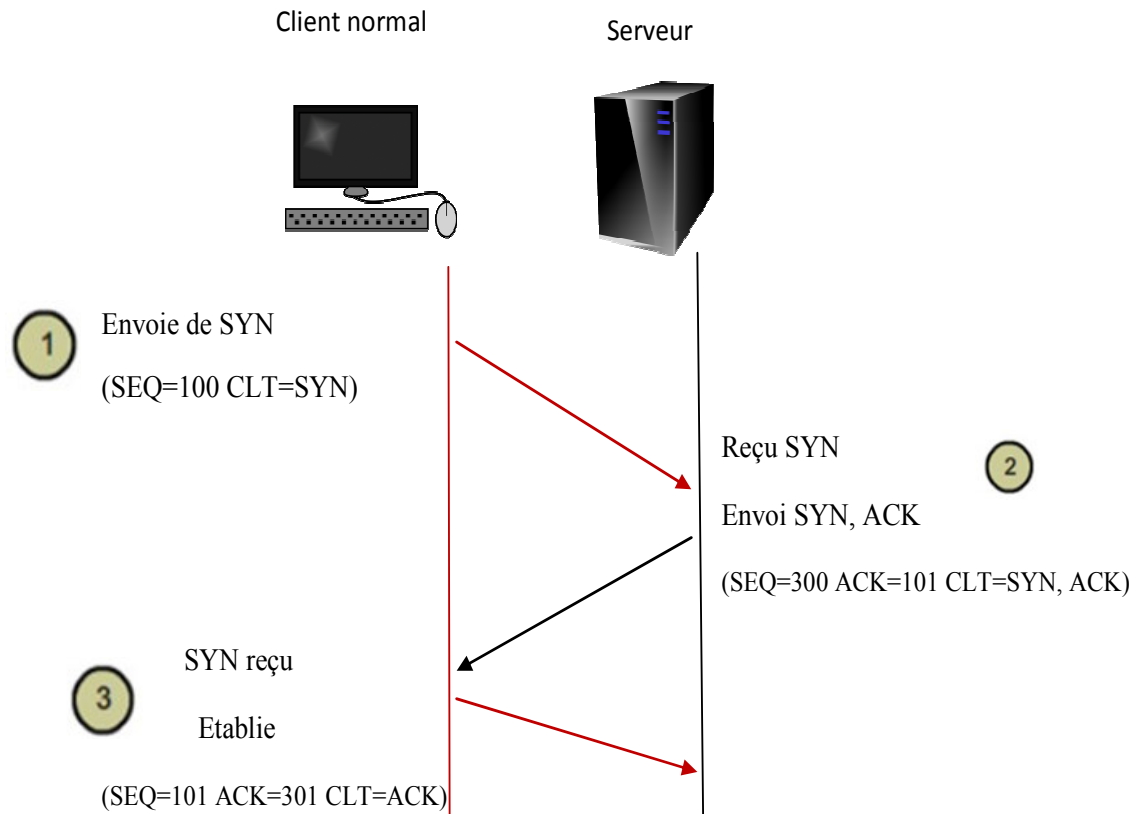 Client normal
Serveur
1
Envoie de SYN
(SEQ=100 CLT=SYN)
Reçu SYN
2
Envoi SYN, ACK
(SEQ=300 ACK=101 CLT=SYN, ACK)
SYN reçu
3
Etablie
(SEQ=101 ACK=301 CLT=ACK)